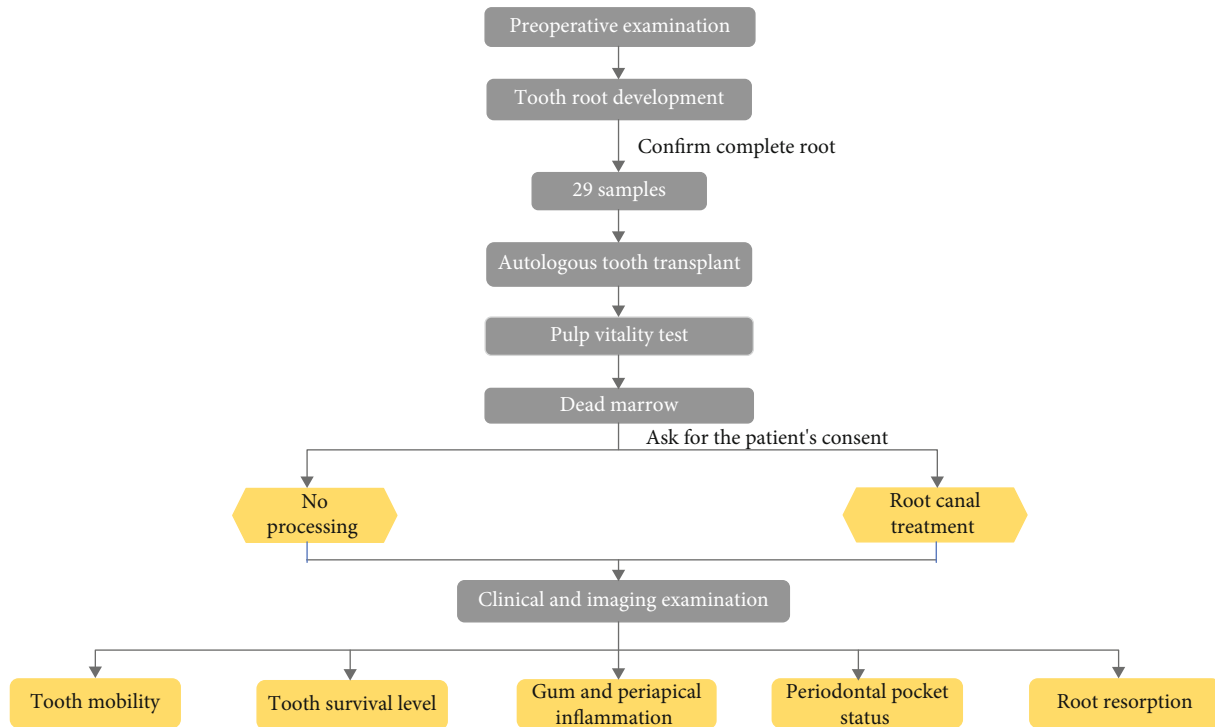 Preoperative examination
Tooth root development
Confirm complete root
29 samples
Autologous tooth transplant
Pulp vitality test
Dead marrow
Ask for the patient's consent
No
processing
Root canal
treatment
Clinical and imaging examination
Tooth mobility
Tooth survival level
Gum and periapical
inflammation
Periodontal pocket
status
Root resorption